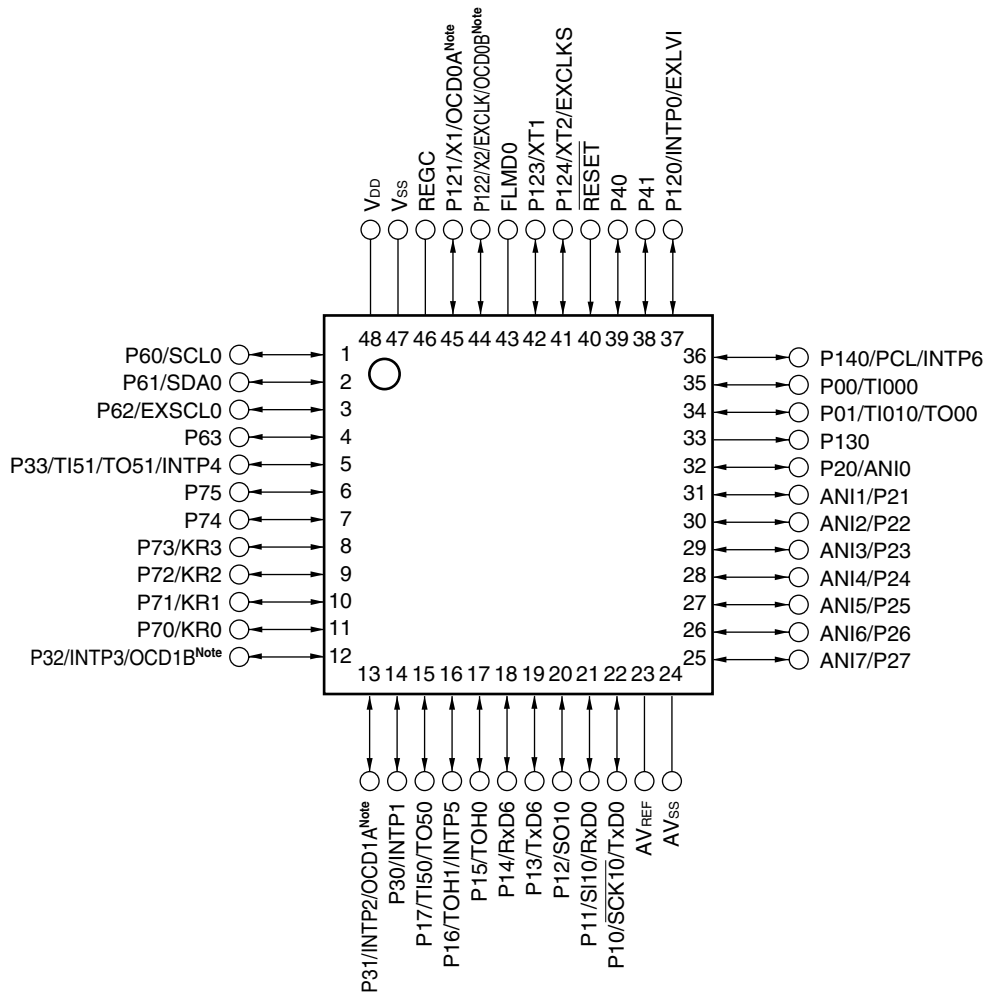 VDD
VSS
REGC
P121/X1/OCD0ANote
P122/X2/EXCLK/OCD0BNote
FLMD0
P123/XT1
P124/XT2/EXCLKS
RESET
P40
P41
P120/INTP0/EXLVI
48 47 46 45 44 43 42 41 40 39 38 37
P60/SCL0 1
P61/SDA0 2
P62/EXSCL0 3
P63 4
P33/TI51/TO51/INTP4 5
P75 6
P74 7
P73/KR3 8
P72/KR2 9
P71/KR1 10
P70/KR0 11
P32/INTP3/OCD1BNote 12
36 P140/PCL/INTP6
35 P00/TI000
34 P01/TI010/TO00
33 P130
32 P20/ANI0
31 ANI1/P21
30 ANI2/P22
29 ANI3/P23
28 ANI4/P24
27 ANI5/P25
26 ANI6/P26
25 ANI7/P27
13 14 15 16 17 18 19 20 21 22 23 24
P31/INTP2/OCD1ANote
P30/INTP1
P17/TI50/TO50
P16/TOH1/INTP5
P15/TOH0
P14/RxD6
P13/TxD6
P12/SO10
P11/SI10/RxD0
P10/SCK10/TxD0
AVREF
AVSS